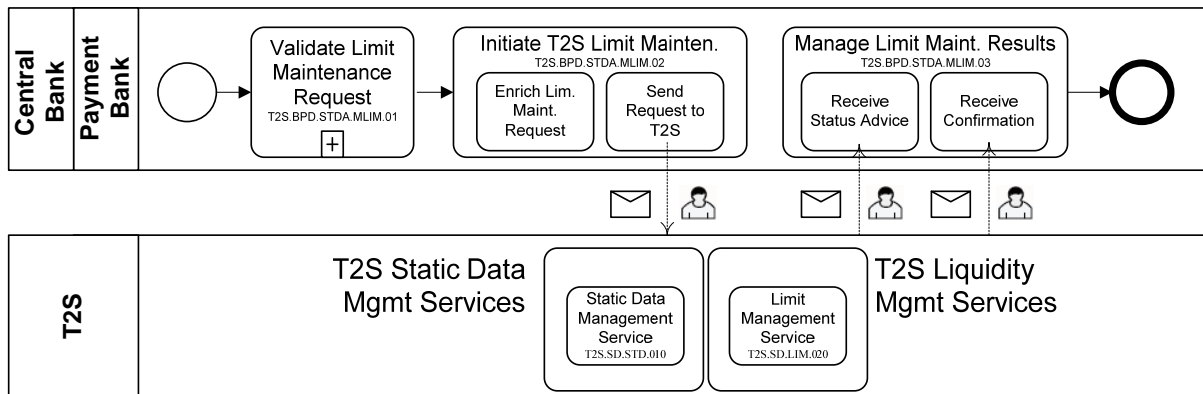 Central
Bank
Payment
Bank
Validate Limit
Maintenance
Request
T2S.BPD.STDA.MLIM.01
+
Initiate T2S Limit Mainten.
T2S.BPD.STDA.MLIM.02
Enrich Lim.
Maint.
Request
Send
Request to
T2S
Manage Limit Maint. Results
T2S.BPD.STDA.MLIM.03
Receive
Status Advice
Receive
Confirmation
T2S
T2S Static Data
Mgmt Services
Static Data
Management
Service
T2S.SD.STD.010
Limit
Management
Service
T2S.SD.LIM.020
T2S Liquidity
Mgmt Services